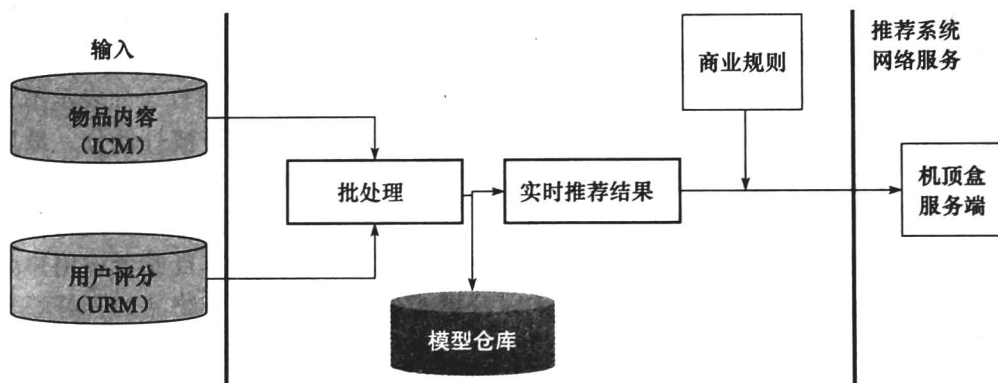 输入
物品内容
（ICM）
用户评分
（URM）
批处理
实时推荐结果
模型仓库
商业规则
推荐系统
网络服务
机顶盒
服务端